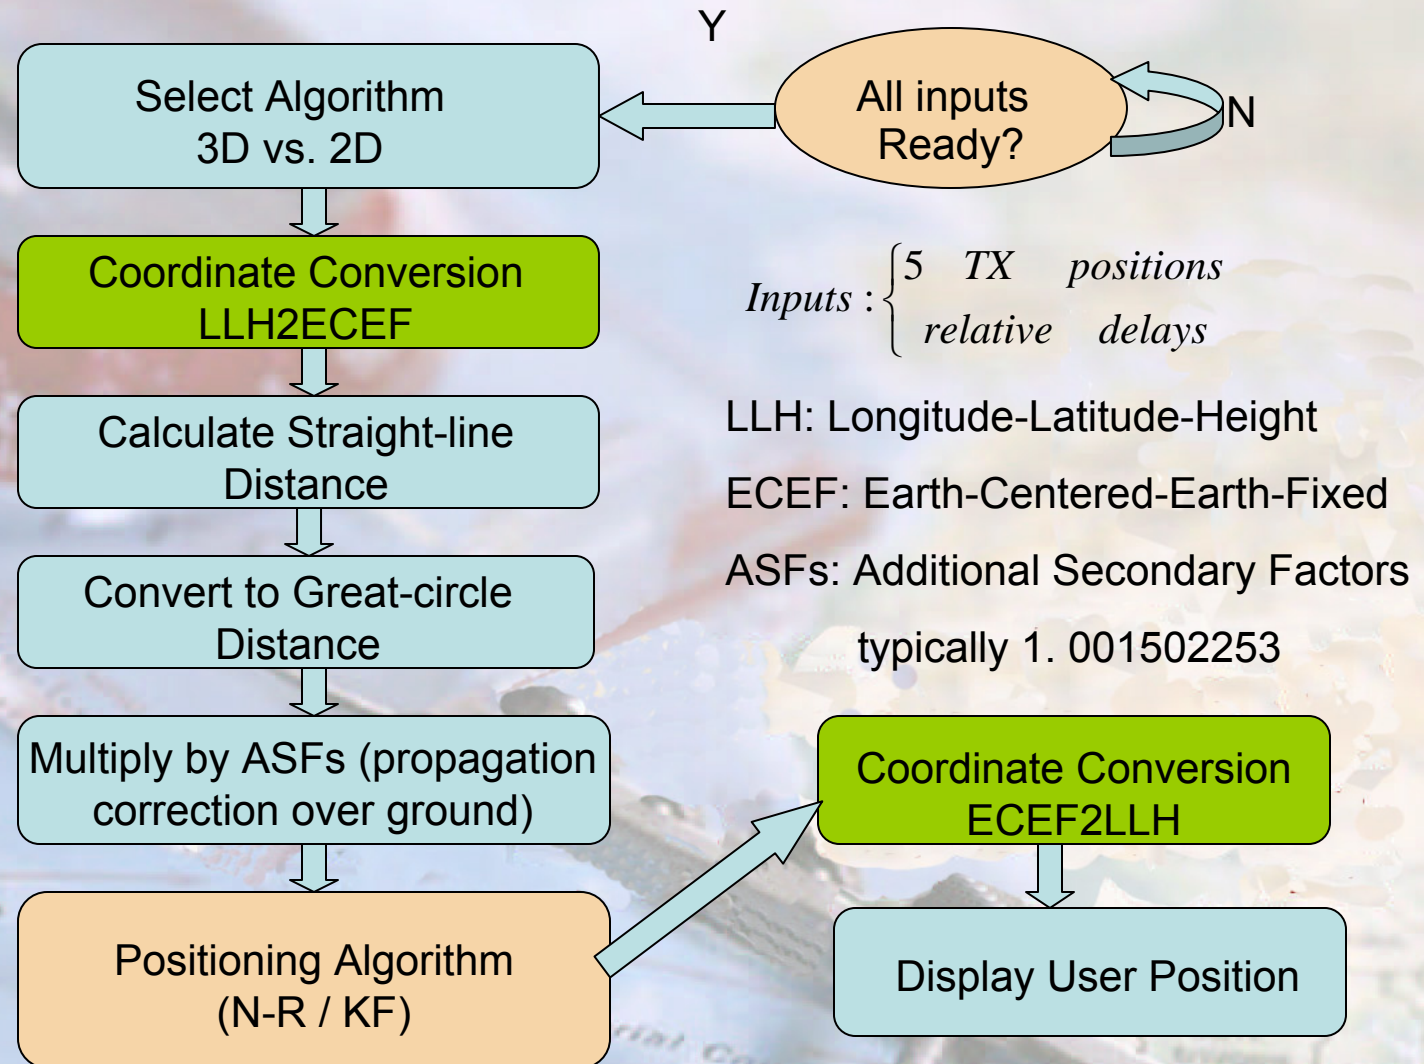 Y
All inputs
Ready?
N
Select Algorithm
3D vs. 2D
Coordinate Conversion
LLH2ECEF
Calculate Straight-line
Distance
Convert to Great-circle
Distance
Multiply by ASFs (propagation
correction over ground)
Positioning Algorithm
(N-R / KF)
Inputs : { 5 TX positions
relative delays
LLH: Longitude-Latitude-Height
ECEF: Earth-Centered-Earth-Fixed
ASFs: Additional Secondary Factors
typically 1. 001502253
Coordinate Conversion
ECEF2LLH
Display User Position